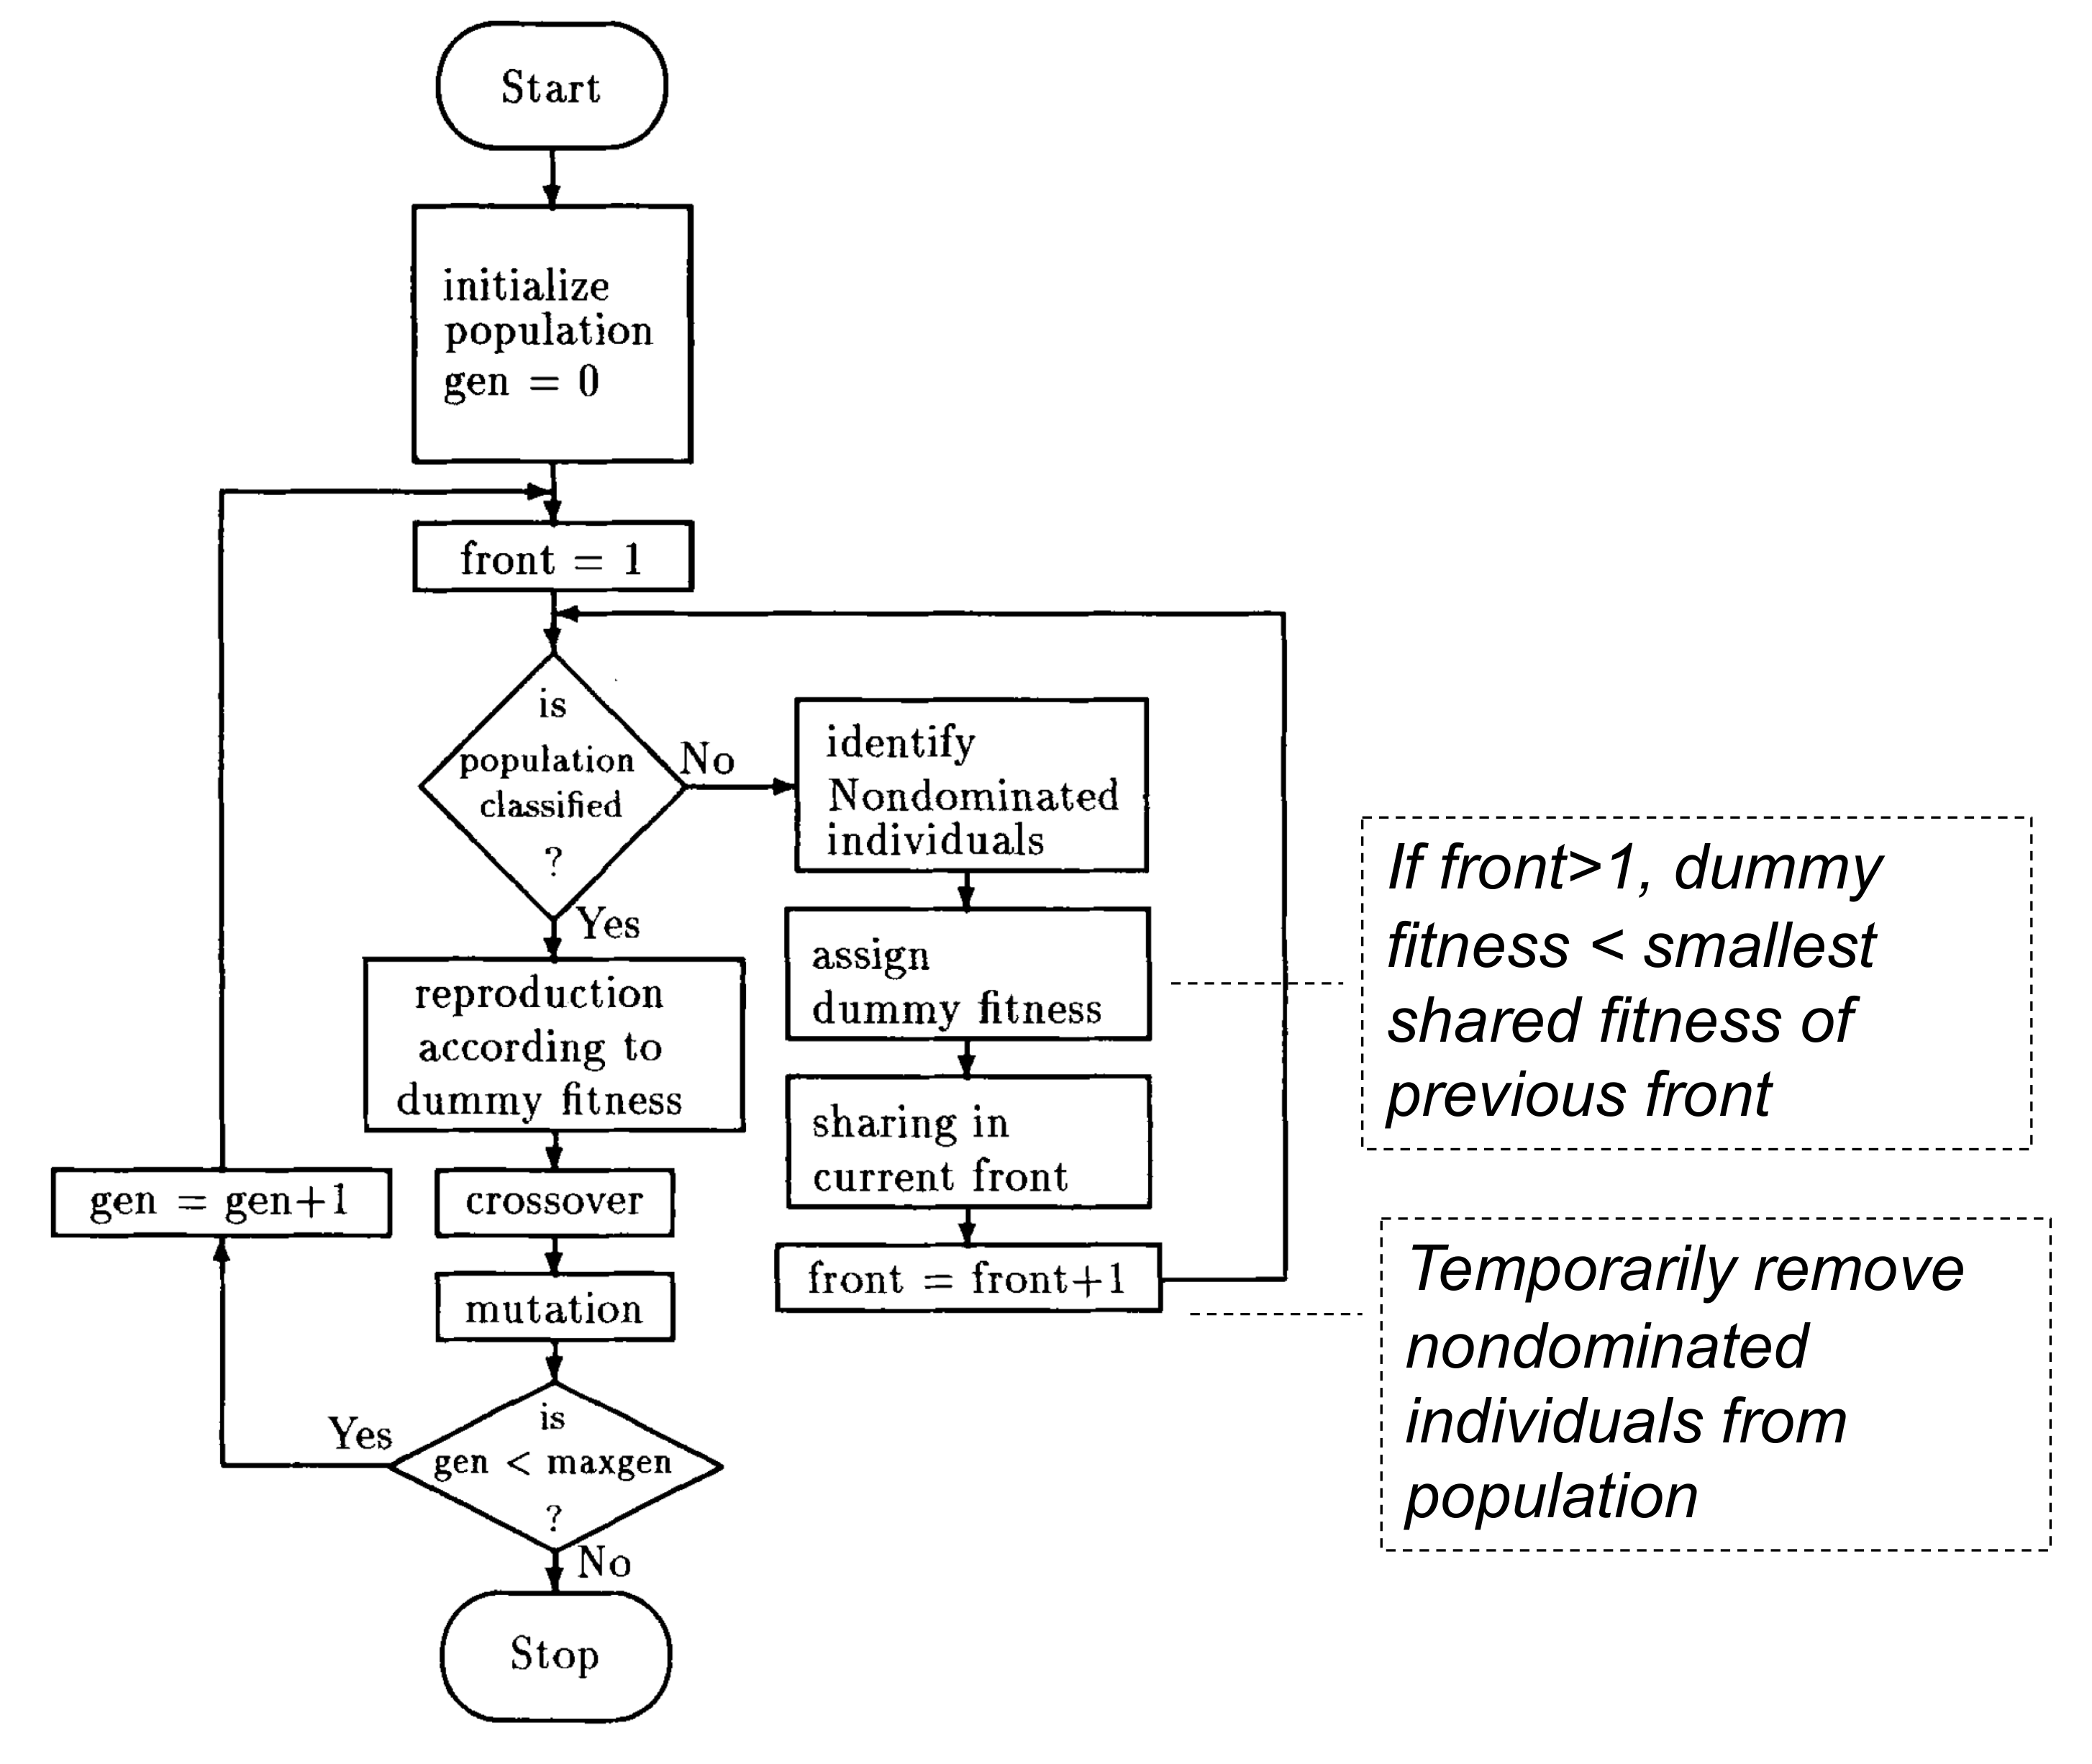 Start
initialize
population
gen = 0
front = 1
is
population
classified
?
No
Yes
identify
Nondominated
individuals
assign
dummy fitness
sharing in
current front
front = front+1
If front>1, dummy
fitness < smallest
shared fitness of
previous front
Temporarily remove
nondominated
individuals from
population
reproduction
according to
dummy fitness
crossover
mutation
is
gen < maxgen
?
Yes
gen = gen+1
No
Stop